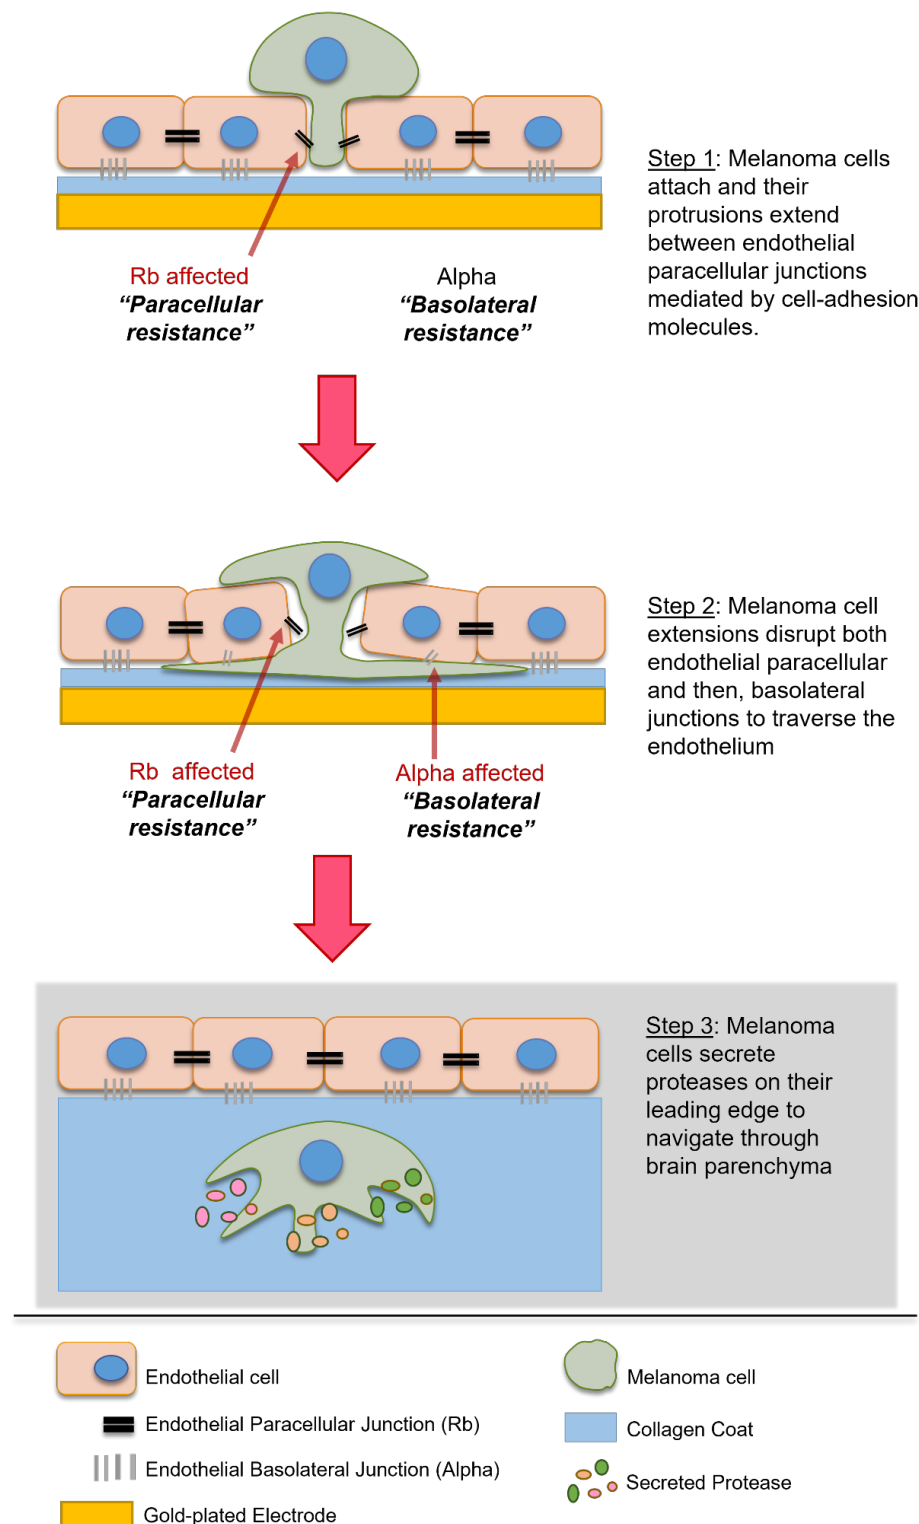 Step 1: Melanoma cells
attach and their
protrusions extend
between endothelial
paracellular junctions
mediated by cell-adhesion
molecules.
Rb affected
“Paracellular
resistance”
Alpha
“Basolateral
resistance”
Step 2: Melanoma cell
extensions disrupt both
endothelial paracellular
and then, basolateral
junctions to traverse the
endothelium
Rb affected
“Paracellular
resistance”
Alpha affected
“Basolateral
resistance”
Step 3: Melanoma
cells secrete
proteases on their
leading edge to
navigate through
brain parenchyma
Endothelial cell
Endothelial Paracellular Junction (Rb)
Endothelial Basolateral Junction (Alpha)
Gold-plated Electrode
Melanoma cell
Collagen Coat
Secreted Protease